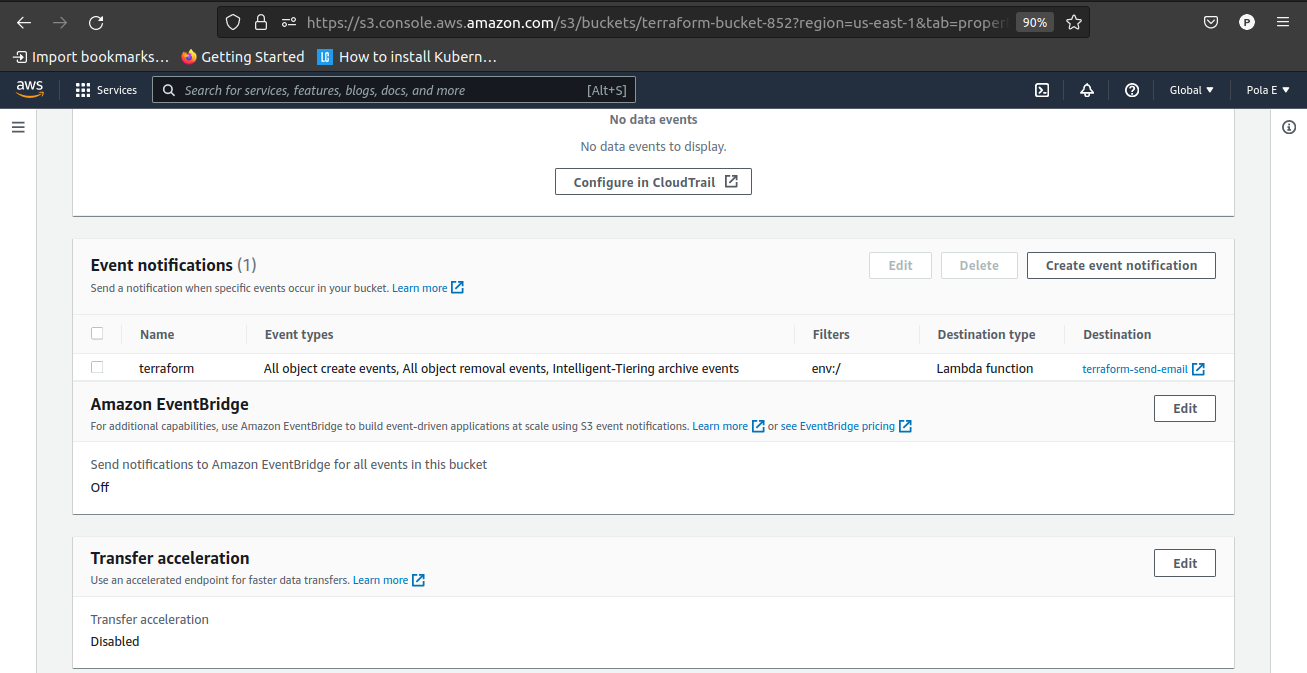 https://s3.console.aws.amazon.com/s3/buckets/terraform-bucket-852?region=us-east-1&tab=proper 90% P
Import bookmarks… Getting Started LC How to install Kubern…
aws Services Search for services, features, blogs, docs, and more [Alt+S] Global Pola E
No data events
No data events to display.
Configure in CloudTrail
Event notifications (1) Edit Delete Create event notification
Send a notification when specific events occur in your bucket. Learn more
Name Event types Filters Destination type Destination
terraform All object create events, All object removal events, Intelligent-Tiering archive events env:/ Lambda function terraform-send-email
Amazon EventBridge Edit
For additional capabilities, use Amazon EventBridge to build event-driven applications at scale using S3 event notifications. Learn more or see EventBridge pricing
Send notifications to Amazon EventBridge for all events in this bucket
Off
Transfer acceleration Edit
Use an accelerated endpoint for faster data transfers. Learn more
Transfer acceleration
Disabled